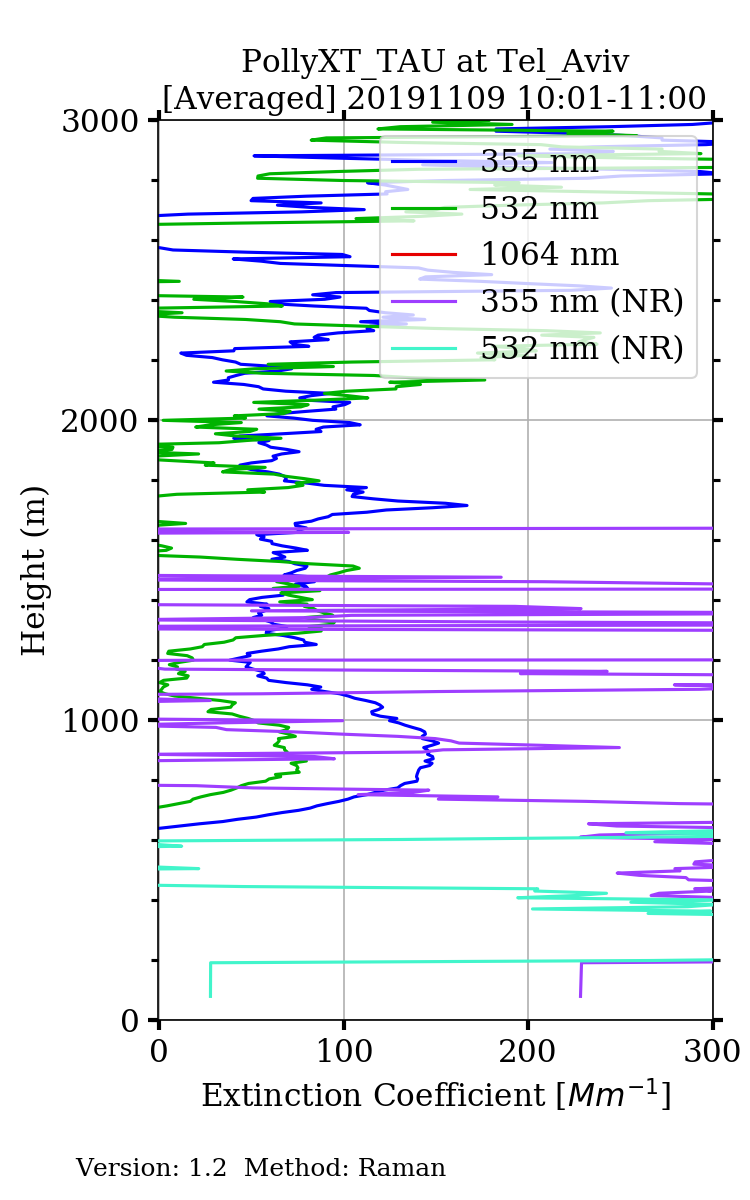 PollyXT_TAU at Tel_Aviv
[Averaged] 20191109 10:01-11:00
3000
355 nm
532 nm
1064 nm
355 nm (NR)
532 nm (NR)
2000
Height (m)
1000
0
0 100 200 300
Extinction Coefficient [$Mm^{-1}$]
Version: 1.2 Method: Raman